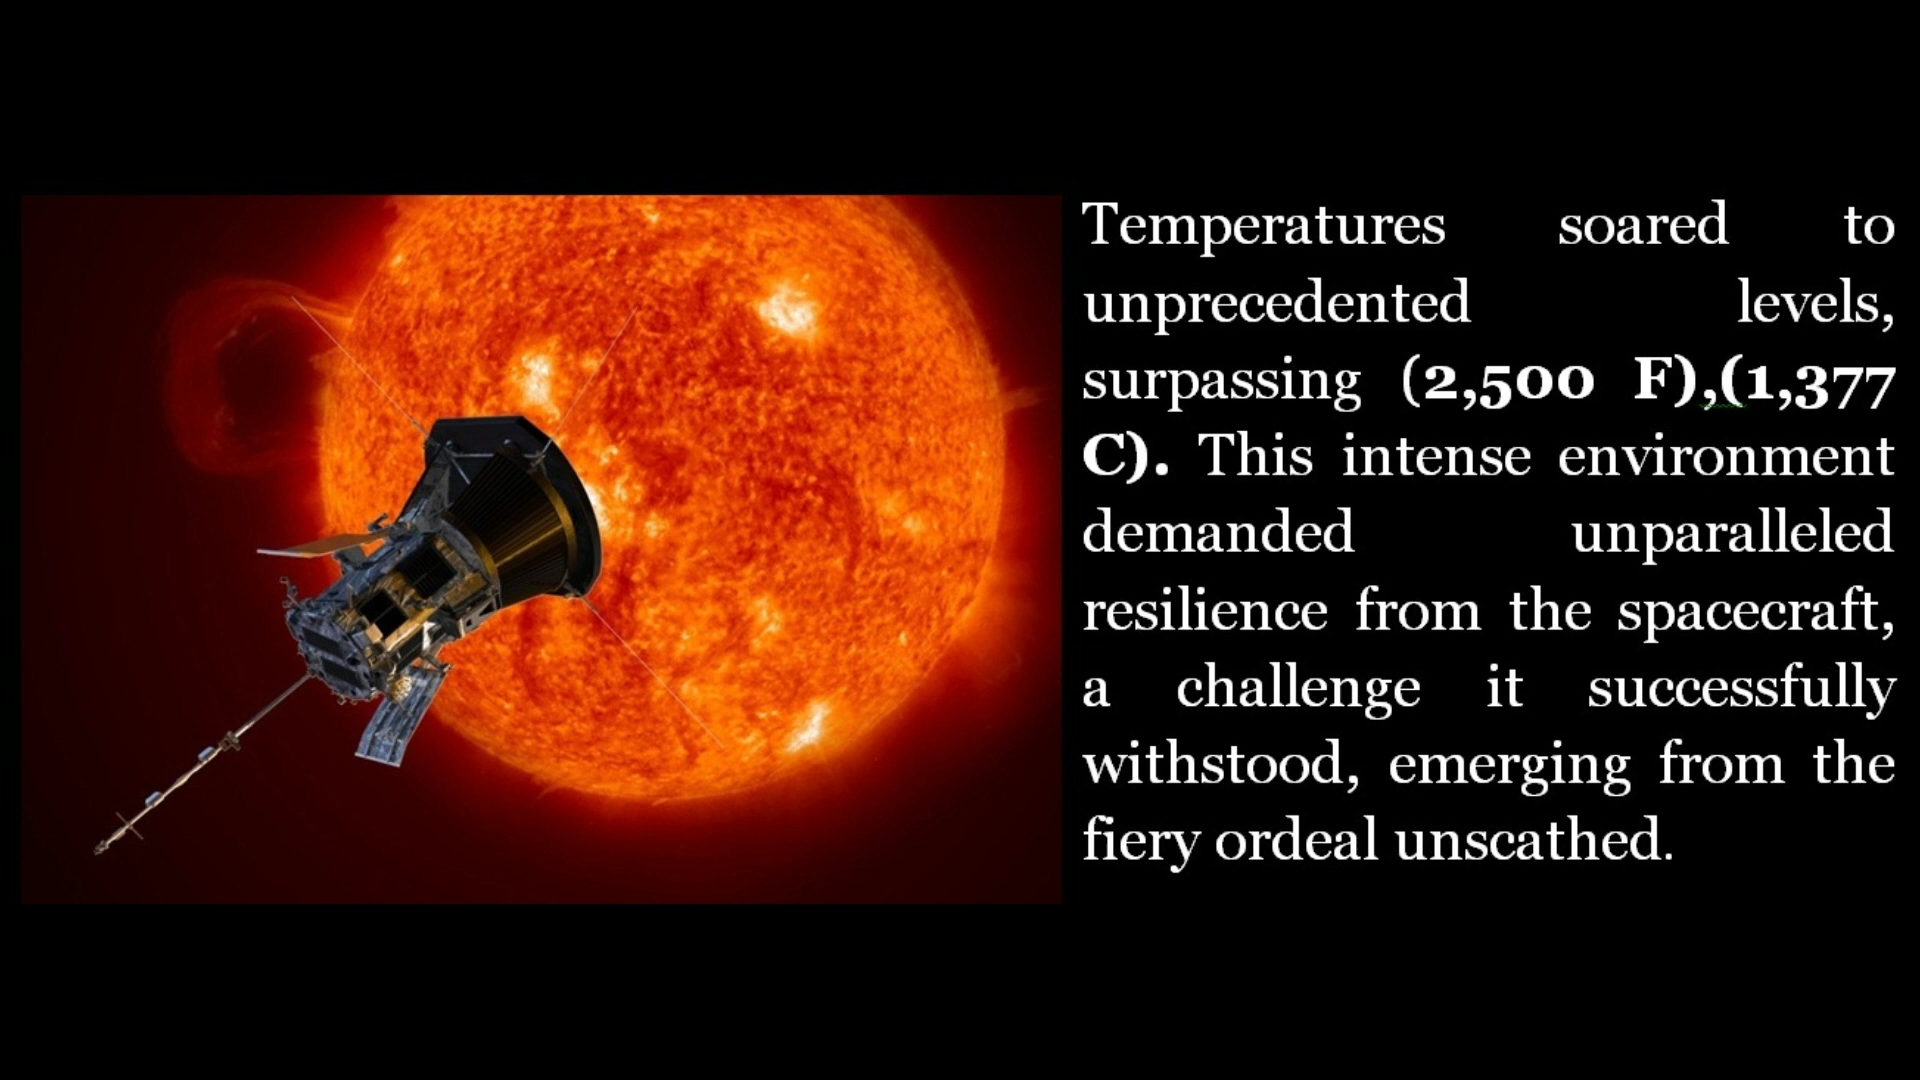 Temperatures soared to
unprecedented levels,
surpassing (2,500 F),(1,377
C). This intense environment
demanded unparalleled
resilience from the spacecraft,
a challenge it successfully
withstood, emerging from the
fiery ordeal unscathed.